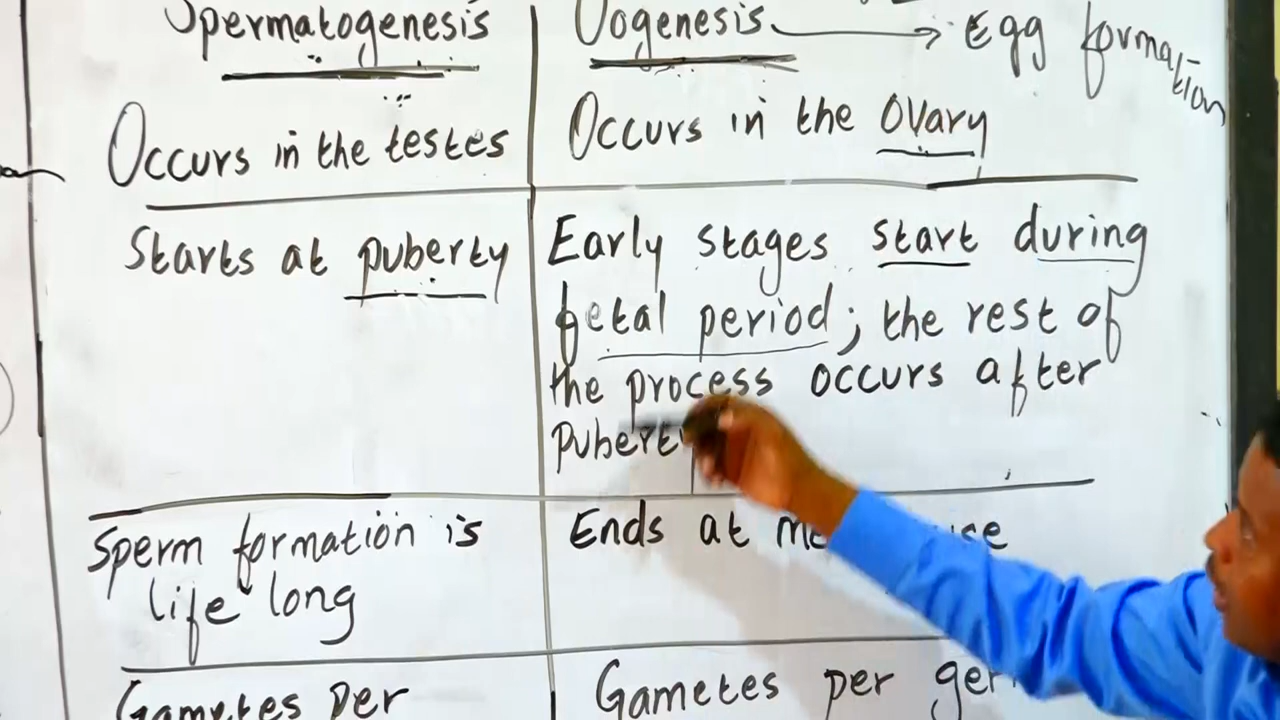 Spermatogenesis
Oogenesis → Egg formation
Occurs in the testes
Occurs in the ovary
Starts at puberty
Early stages start during
fetal period; the rest of
the process occurs after
Puberty
Sperm formation is
life long
Ends at
Gametes per
Gametes per